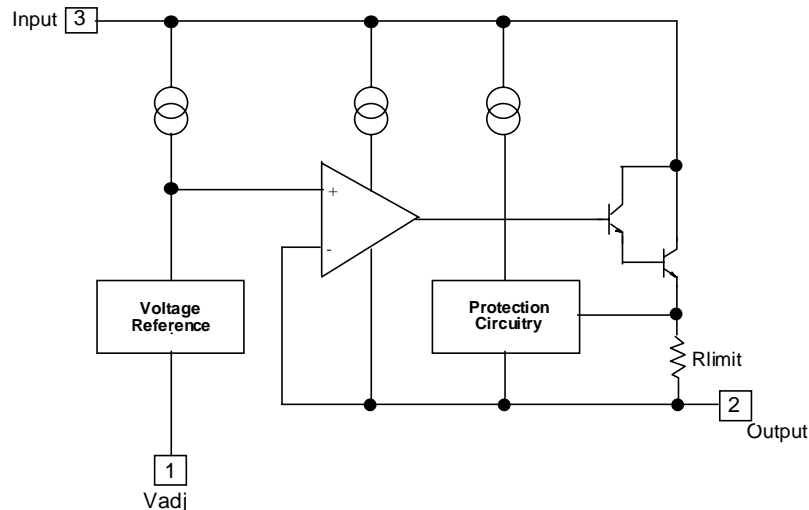 Input 3
+
-
Voltage
Reference
Protection
Circuitry
Rlimit
2
Output
1
Vadj